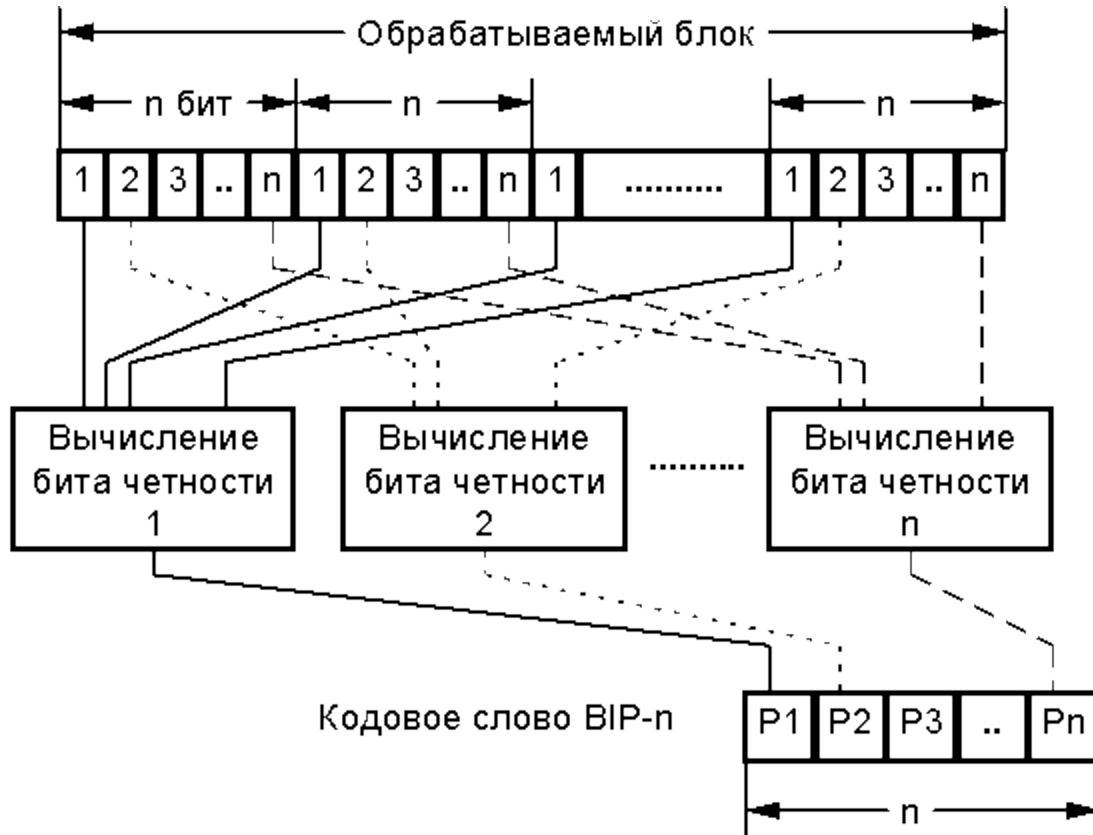 Обрабатываемый блок
n бит n n
1 2 3 .. n 1 2 3 .. n 1 .......... 1 2 3 .. n
Вычисление Вычисление Вычисление
бита четности бита четности .......... бита четности
1 2 n
Кодовое слово BIP-n P1 P2 P3 .. Pn
n